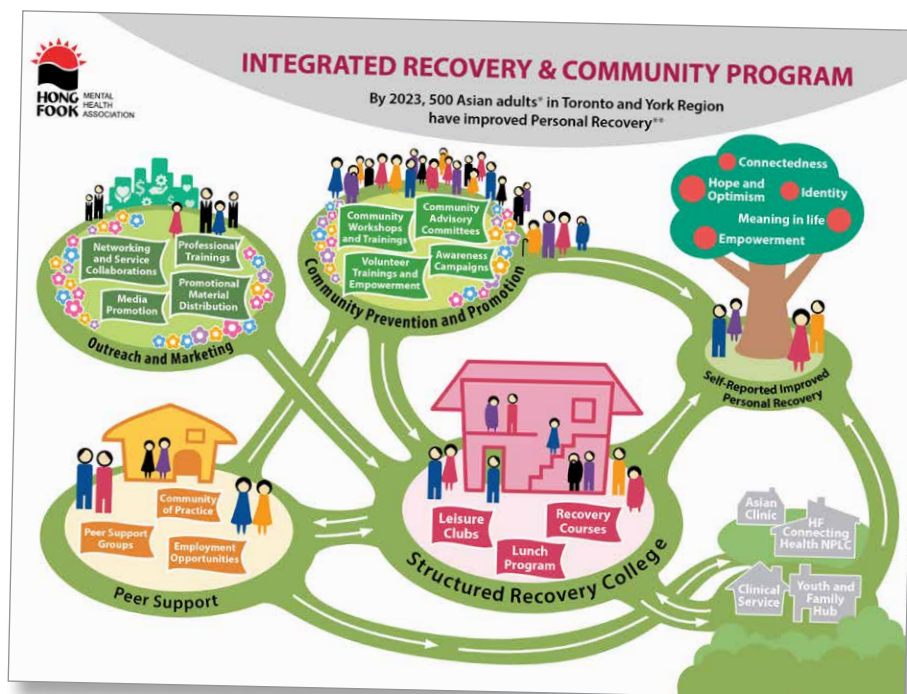 HONG
FOOK
MENTAL
HEALTH
ASSOCIATION
INTEGRATED RECOVERY & COMMUNITY PROGRAM
By 2023, 500 Asian adults* in Toronto and York Region
have improved Personal Recovery**
Networking
and Service
Collaborations
Professional
Trainings
Media
Promotion
Promotional
Material
Distribution
Outreach and Marketing
Community
Workshops
and Trainings
Community
Advisory
Committees
Volunteer
Trainings and
Empowerment
Awareness
Campaigns
Community Prevention and Promotion
Connectedness
Hope and
Optimism
Identity
Meaning in life
Empowerment
Self-Reported Improved
Personal Recovery
Community
of Practice
Peer Support
Groups
Employment
Opportunities
Peer Support
Leisure
Clubs
Recovery
Courses
Lunch
Program
Structured Recovery College
Asian
Clinic
HF
Connecting
Health NPLC
Clinical
Service
Youth and
Family
Hub